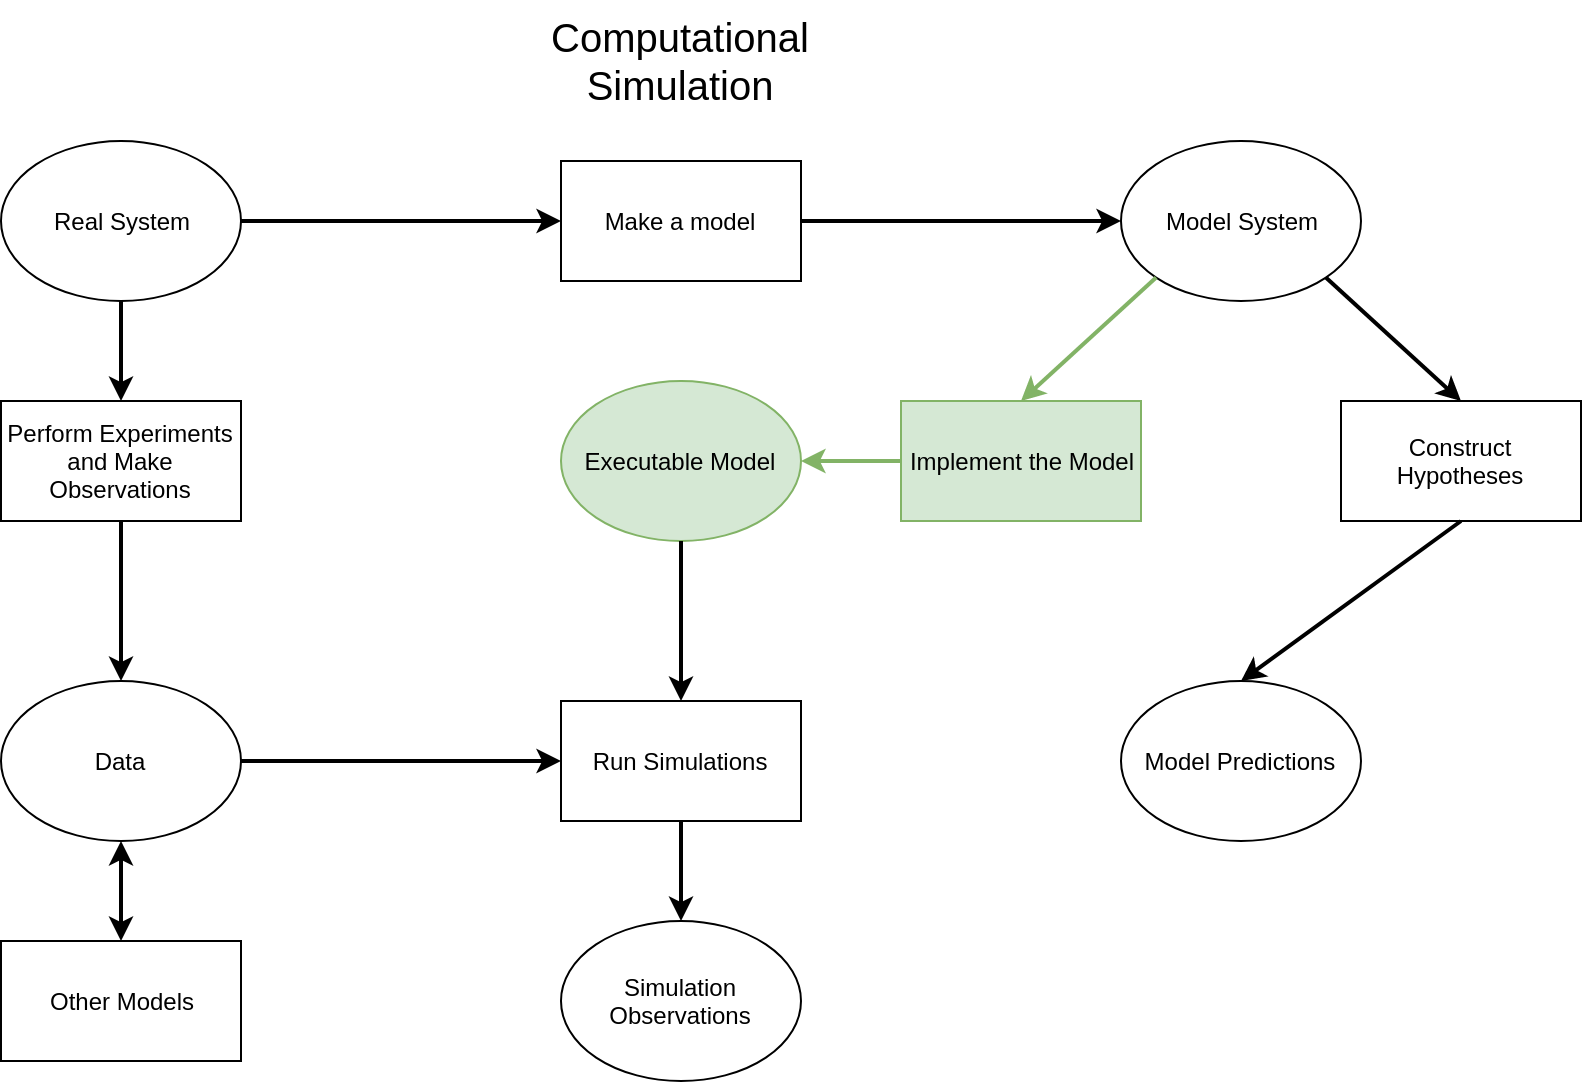 Computational
Simulation
Real System
Make a model
Model System
Perform Experiments
and Make
Observations
Executable Model
Implement the Model
Construct
Hypotheses
Data
Run Simulations
Model Predictions
Other Models
Simulation
Observations